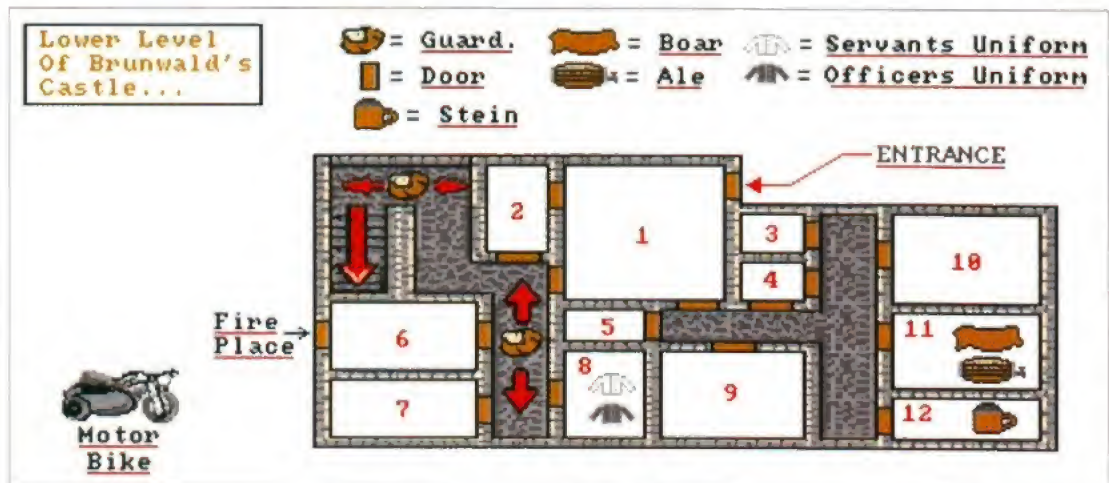 Lower Level
Of Brunwald's
Castle...
= Guard.
= Boar
= Servants Uniform
= Door
= Ale
= Officers Uniform
= Stein
ENTRANCE
2
1
3
4
10
5
Fire
Place
6
11
8
9
7
12
Motor
Bike